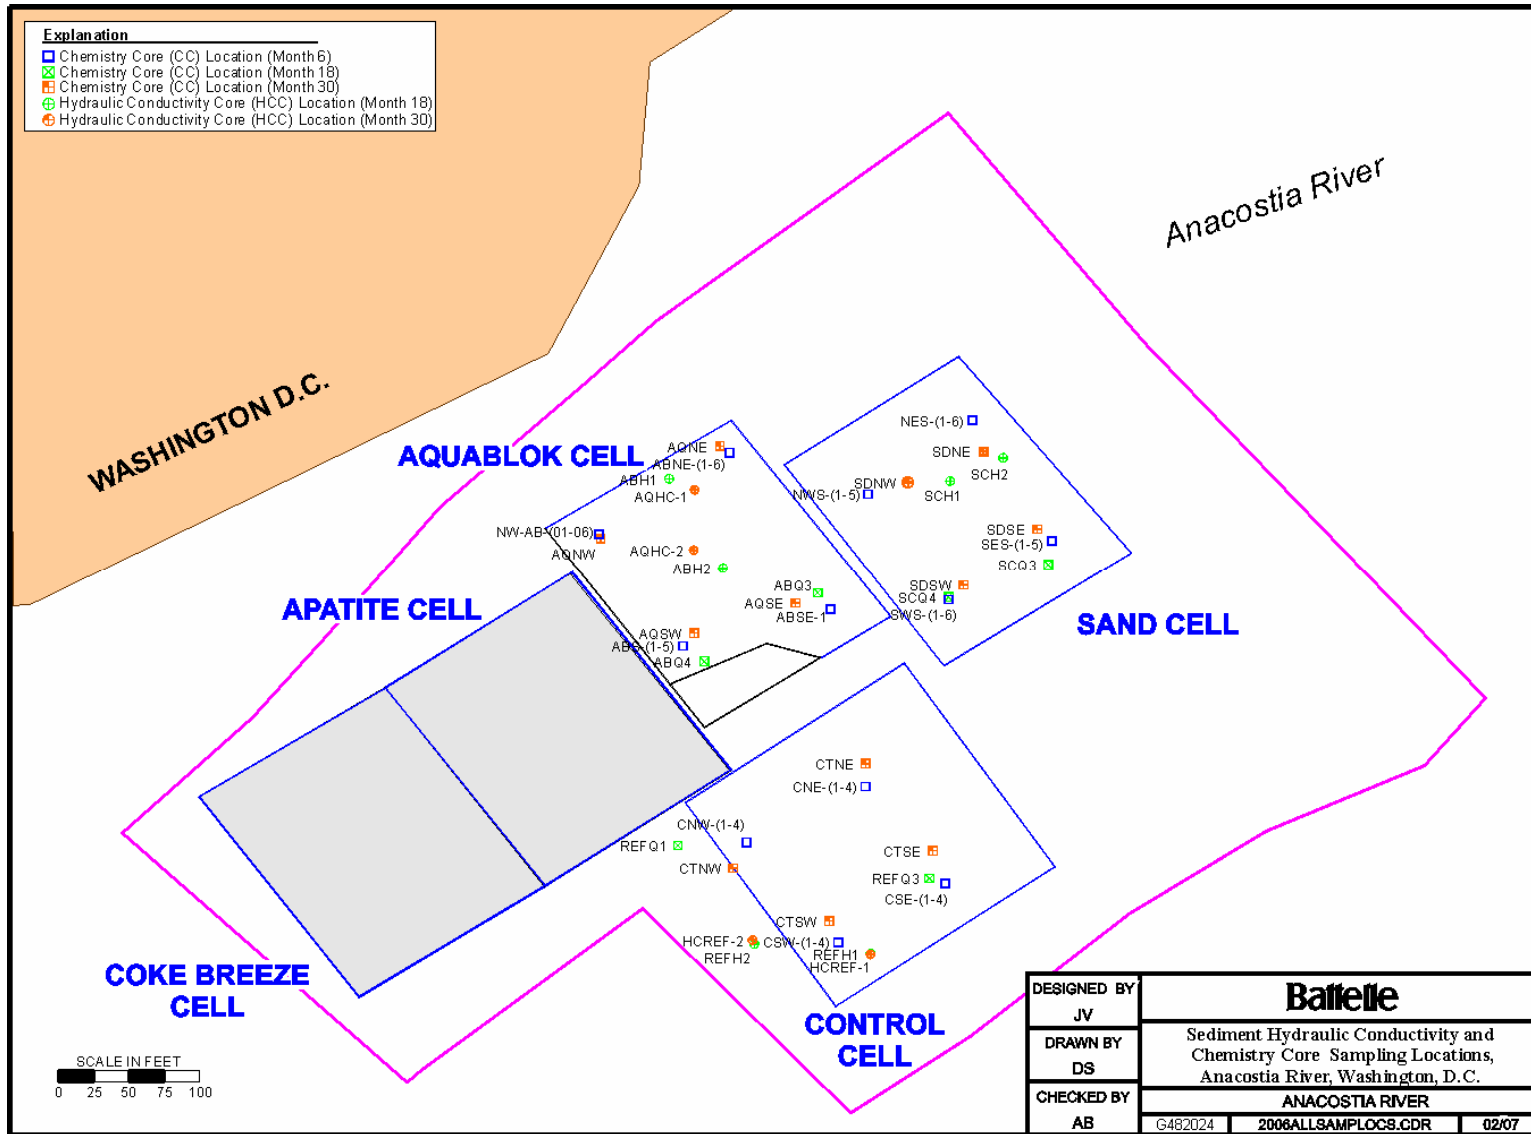 Explanation
Chemistry Core (CC) Location (Month 6)
Chemistry Core (CC) Location (Month 18)
Chemistry Core (CC) Location (Month 30)
Hydraulic Conductivity Core (HCC) Location (Month 18)
Hydraulic Conductivity Core (HCC) Location (Month 30)
Anacostia River
WASHINGTON D.C.
AQUABLOK CELL
AQNE
ABNE-(1-6)
ABH1
AQHC-1
NW-AB-(01-06)
AQNW
AQHC-2
ABH2
ABQ3
AQSE
ABSE-1
AQSW
ABS-(1-5)
ABQ4
NES-(1-6)
SDNE
SCH2
SDNW
SCH1
NWS-(1-5)
SDSE
SES-(1-5)
SCQ3
SDSW
SCQ4
SWS-(1-6)
SAND CELL
APATITE CELL
CTNE
CNE-(1-4)
CNW-(1-4)
REFQ1
CTNW
CTSE
REFQ3
CSE-(1-4)
CTSW
HCREF-2
CSW-(1-4)
REFH2
REFH1
HCREF-1
COKE BREEZE
CELL
CONTROL
CELL
SCALE IN FEET
0 25 50 75 100
DESIGNED BY
JV
DRAWN BY
DS
CHECKED BY
AB
Battelle
Sediment Hydraulic Conductivity and
Chemistry Core Sampling Locations,
Anacostia River, Washington, D.C.
ANACOSTIA RIVER
G482024
2006ALLSAMPLOCS.CDR
02/07